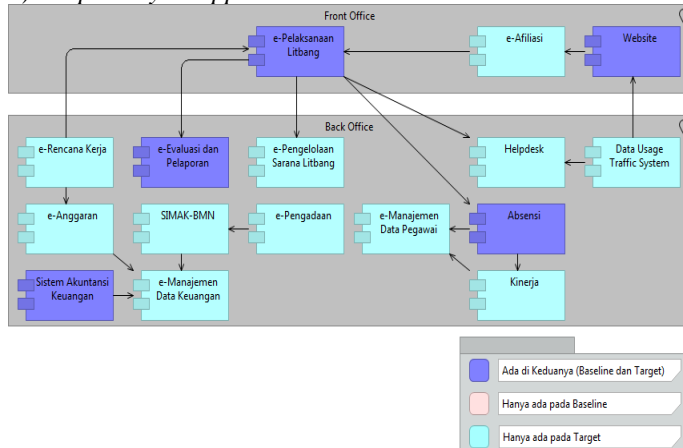 Front Office
e-Pelaksanaan
Litbang
e-Afiliasi
Website
Back Office
e-Rencana Kerja
e-Evaluasi dan
Pelaporan
e-Pengelolaan
Sarana Litbang
Helpdesk
Data Usage
Traffic System
e-Anggaran
SIMAK-BMN
e-Pengadaan
e-Manajemen
Data Pegawai
Absensi
Sistem Akuntansi
Keuangan
e-Manajemen
Data Keuangan
Kinerja
Ada di Keduanya (Baseline dan Target)
Hanya ada pada Baseline
Hanya ada pada Target